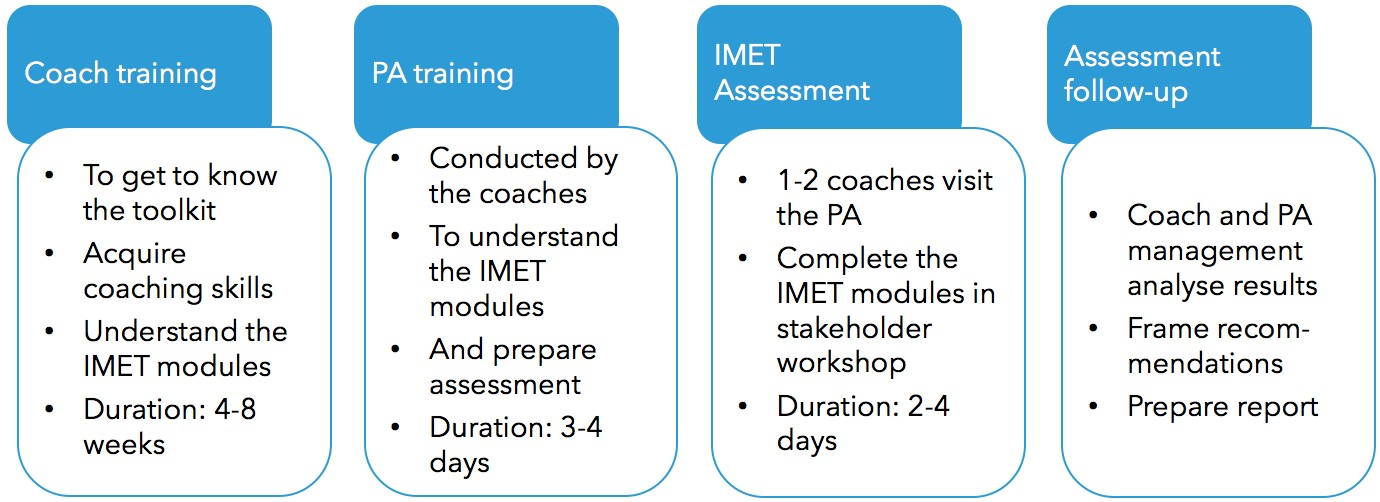 Coach training
• To get to know
the toolkit
• Acquire
coaching skills
• Understand the
IMET modules
• Duration: 4-8
weeks
PA training
• Conducted by
the coaches
• To understand
the IMET
modules
• And prepare
assessment
• Duration: 3-4
days
IMET
Assessment
• 1-2 coaches visit
the PA
• Complete the
IMET modules in
stakeholder
workshop
• Duration: 2-4
days
Assessment
follow-up
• Coach and PA
management
analyse results
• Frame recom-
mendations
• Prepare report